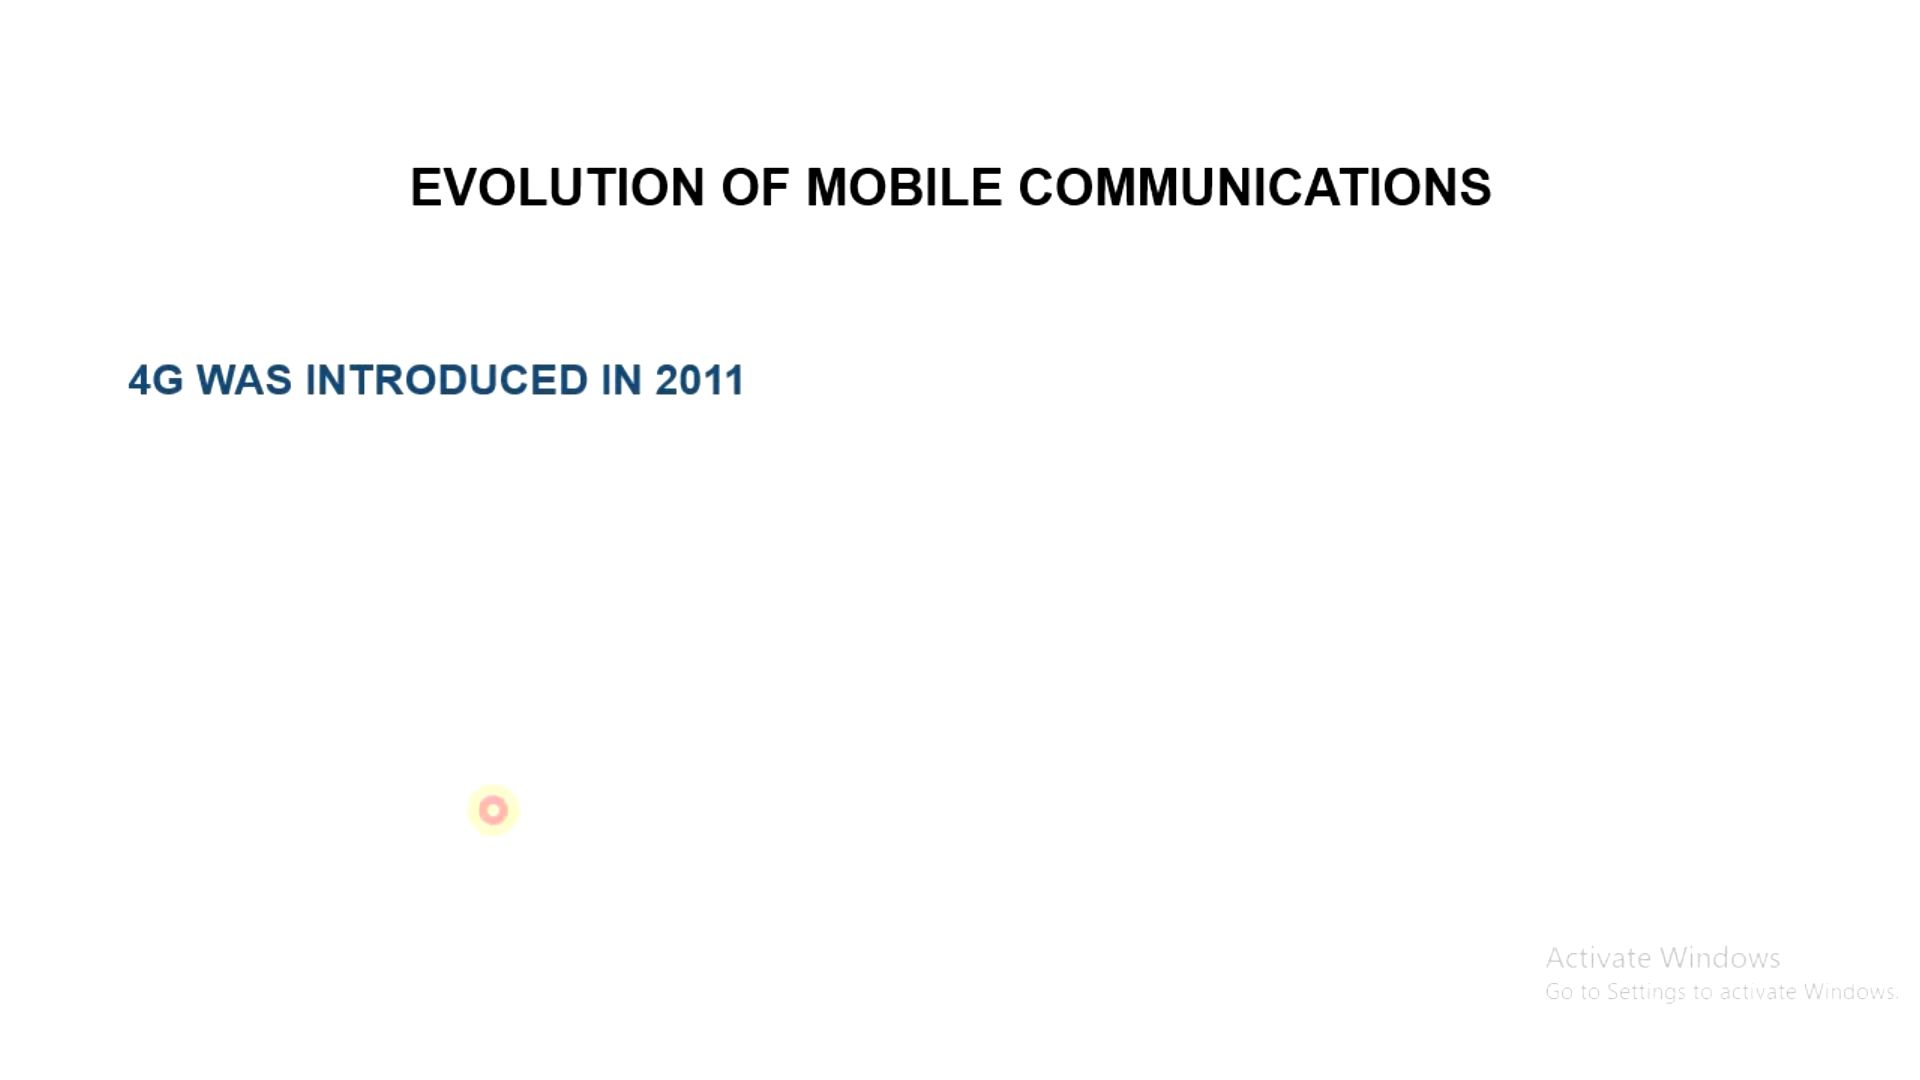 EVOLUTION OF MOBILE COMMUNICATIONS
4G WAS INTRODUCED IN 2011
Activate Windows
Go to Settings to activate Windows.